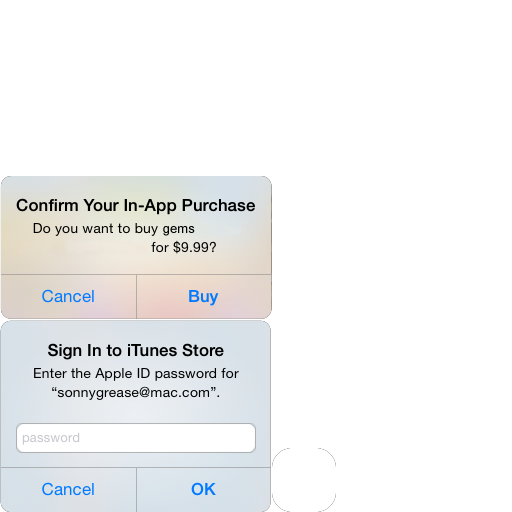 Confirm Your In-App Purchase
Do you want to buy gems
for $9.99?
Cancel Buy
Sign In to iTunes Store
Enter the Apple ID password for
“sonnygrease@mac.com”.
password
Cancel OK